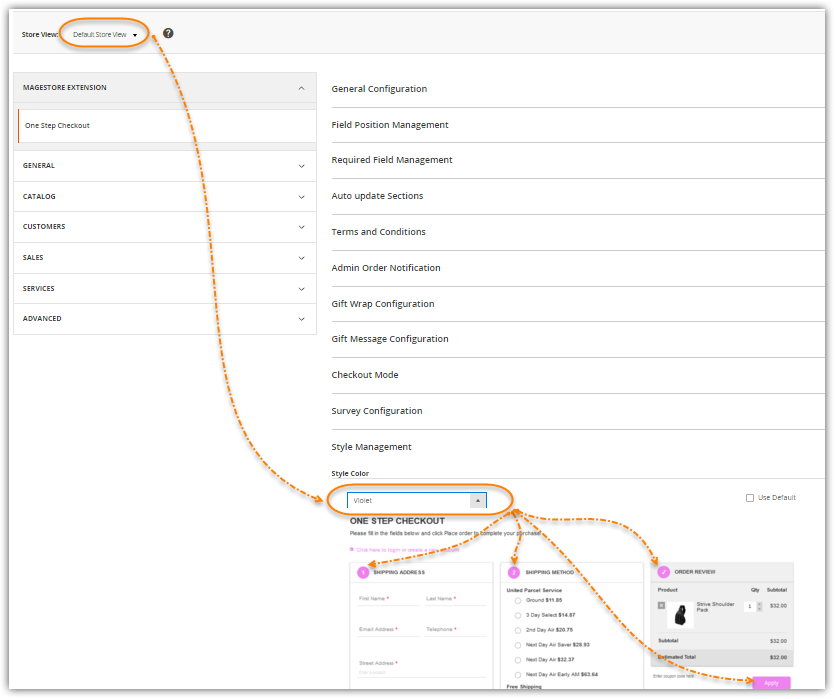 Store View: Default Store View
?
MAGESTORE EXTENSION
One Step Checkout
GENERAL
CATALOG
CUSTOMERS
SALES
SERVICES
ADVANCED
General Configuration
Field Position Management
Required Field Management
Auto update Sections
Terms and Conditions
Admin Order Notification
Gift Wrap Configuration
Gift Message Configuration
Checkout Mode
Survey Configuration
Style Management
Style Color
Violet
Use Default
ONE STEP CHECKOUT
Please fill in the fields below and click Place order to complete your purchase
Click here to login or create a
1 SHIPPING ADDRESS
First Name * Last Name *
Email Address * Telephone *
Street Address *
2 SHIPPING METHOD
United Parcel Service
Ground $11.85
3 Day Select $14.87
2nd Day Air $20.75
Next Day Air Saver $28.93
Next Day Air $32.37
Next Day Air Early AM $63.64
Free Shipping
ORDER REVIEW
Product Qty Subtotal
Strive Shoulder
Pack
1 $32.00
Subtotal $32.00
Estimated Total $32.00
Enter coupon code here
Apply